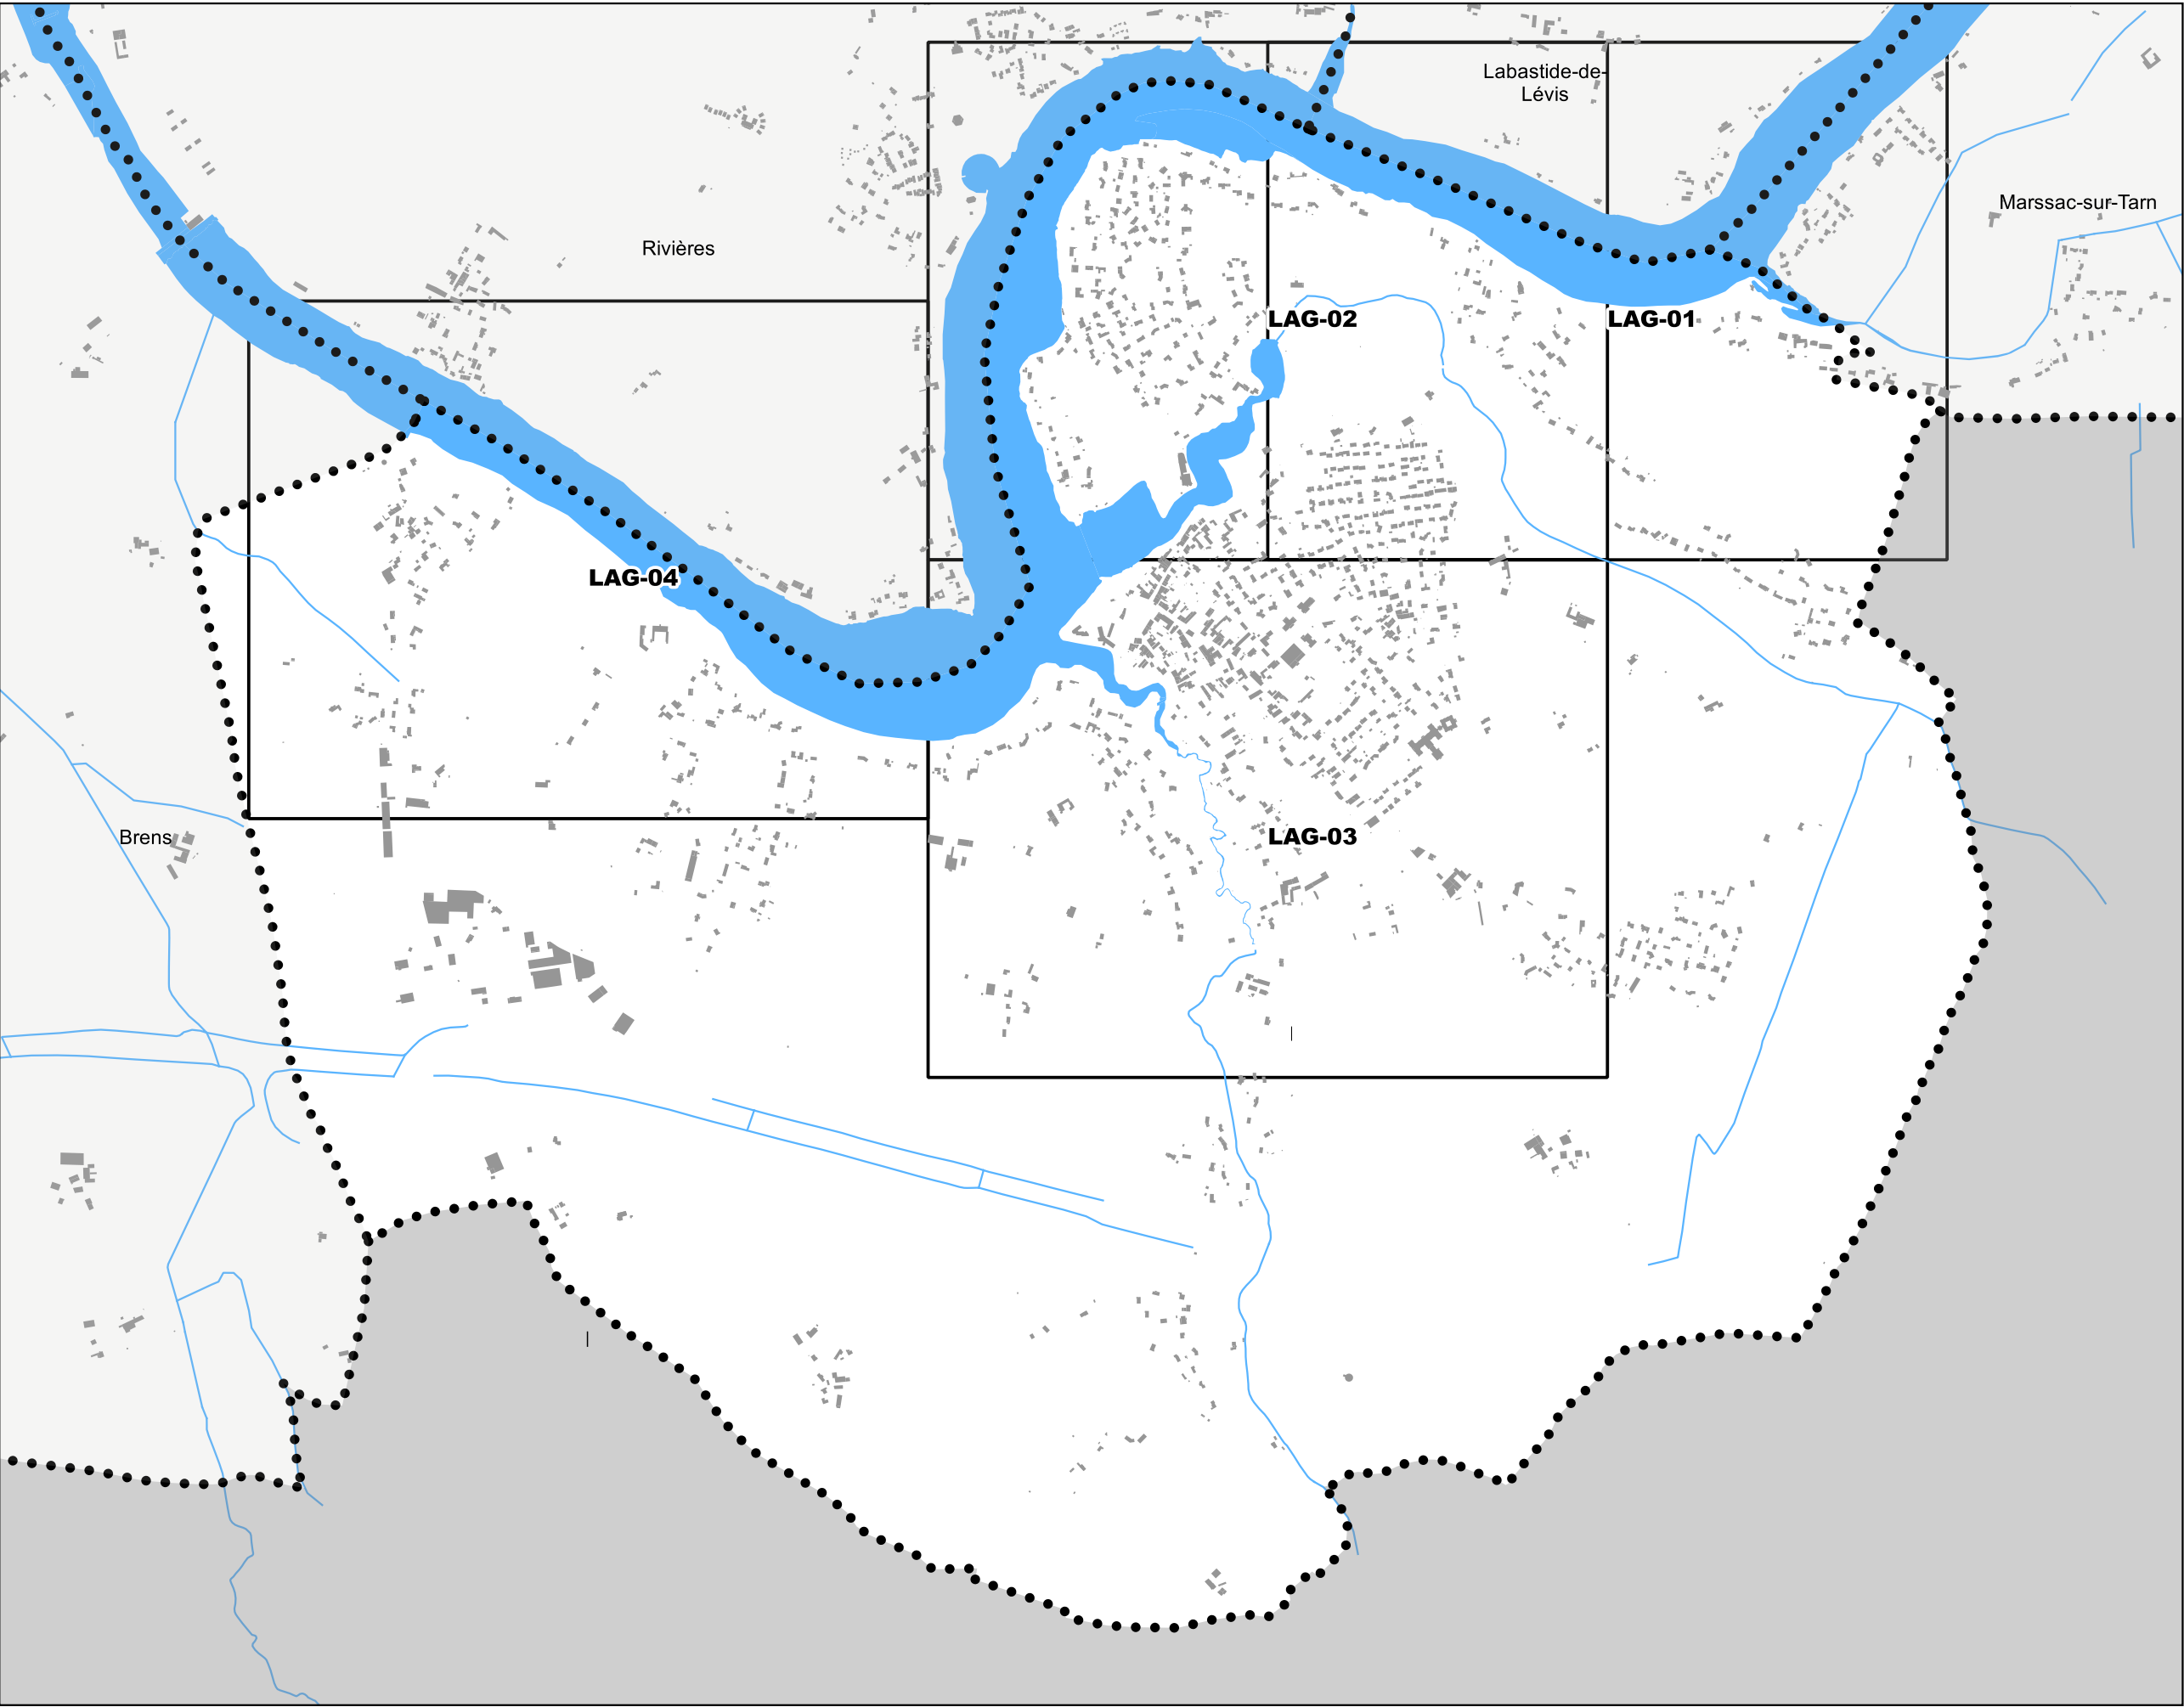 Labastide-de-
Lévis
Marssac-sur-Tarn
Rivières
LAG-02
LAG-01
LAG-04
Brens
LAG-03